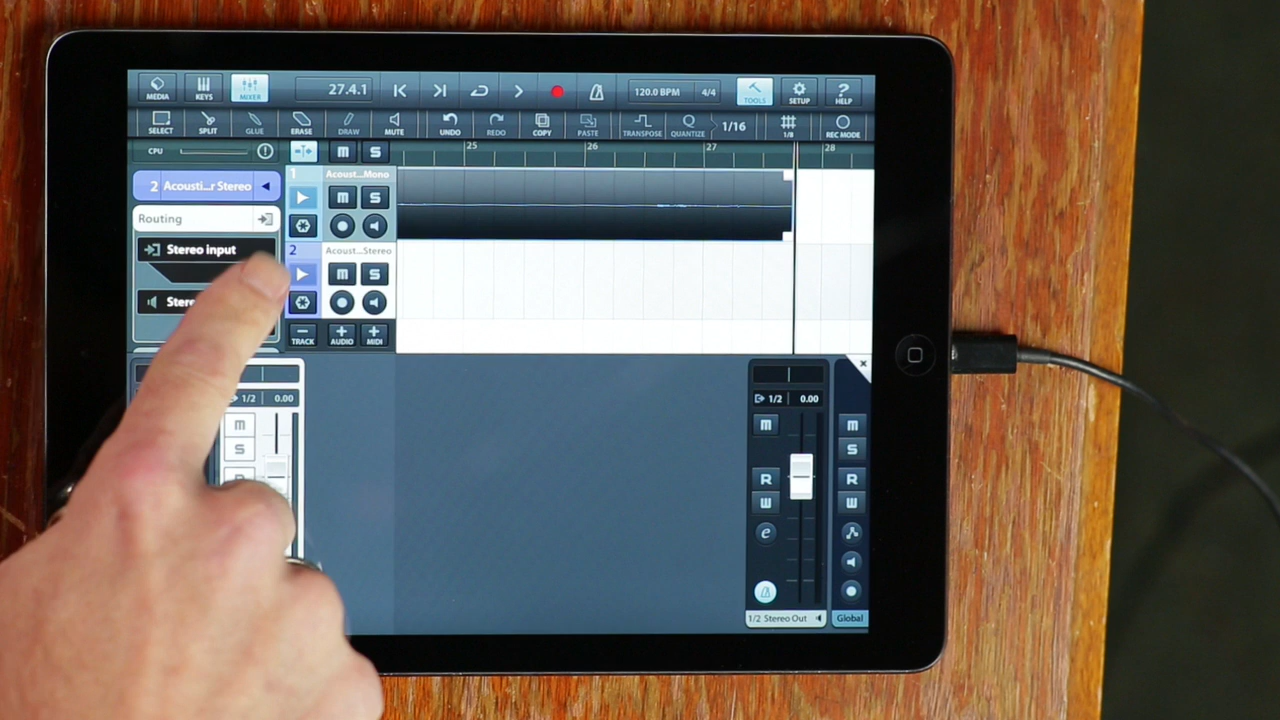 MEDIA KEYS MIXER 27.4.1 120.0 BPM 4/4 TOOLS SETUP HELP
SELECT SPLIT GLUE ERASE DRAW MUTE UNDO REDO COPY PASTE TRANSPOSE QUANTIZE 1/16 1/8 REC MODE
CPU M S 25 26 27 28
2 Acousti...r Stereo
1 Acoust...Mono
M S
Routing
Stereo input
2 Acoust...Stereo
M S
Stere
TRACK AUDIO MIDI
1/2 0.00
1/2 0.00
M
S
M
R
W
e
M
S
R
W
1/2 Stereo Out
Global